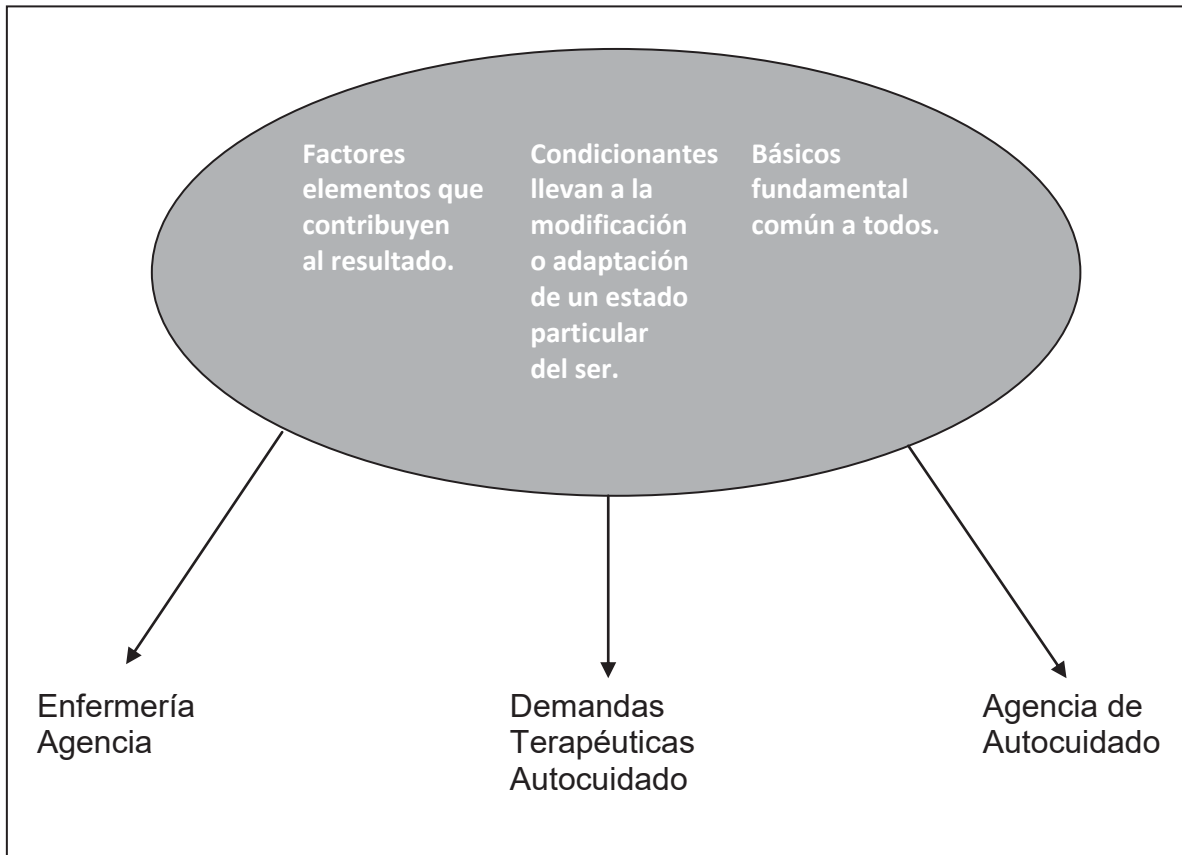 Factores
elementos que
contribuyen
al resultado.
Condicionantes
llevan a la
modificación
o adaptación
de un estado
particular
del ser.
Básicos
fundamental
común a todos.
Enfermería
Agencia
Demandas
Terapéuticas
Autocuidado
Agencia de
Autocuidado